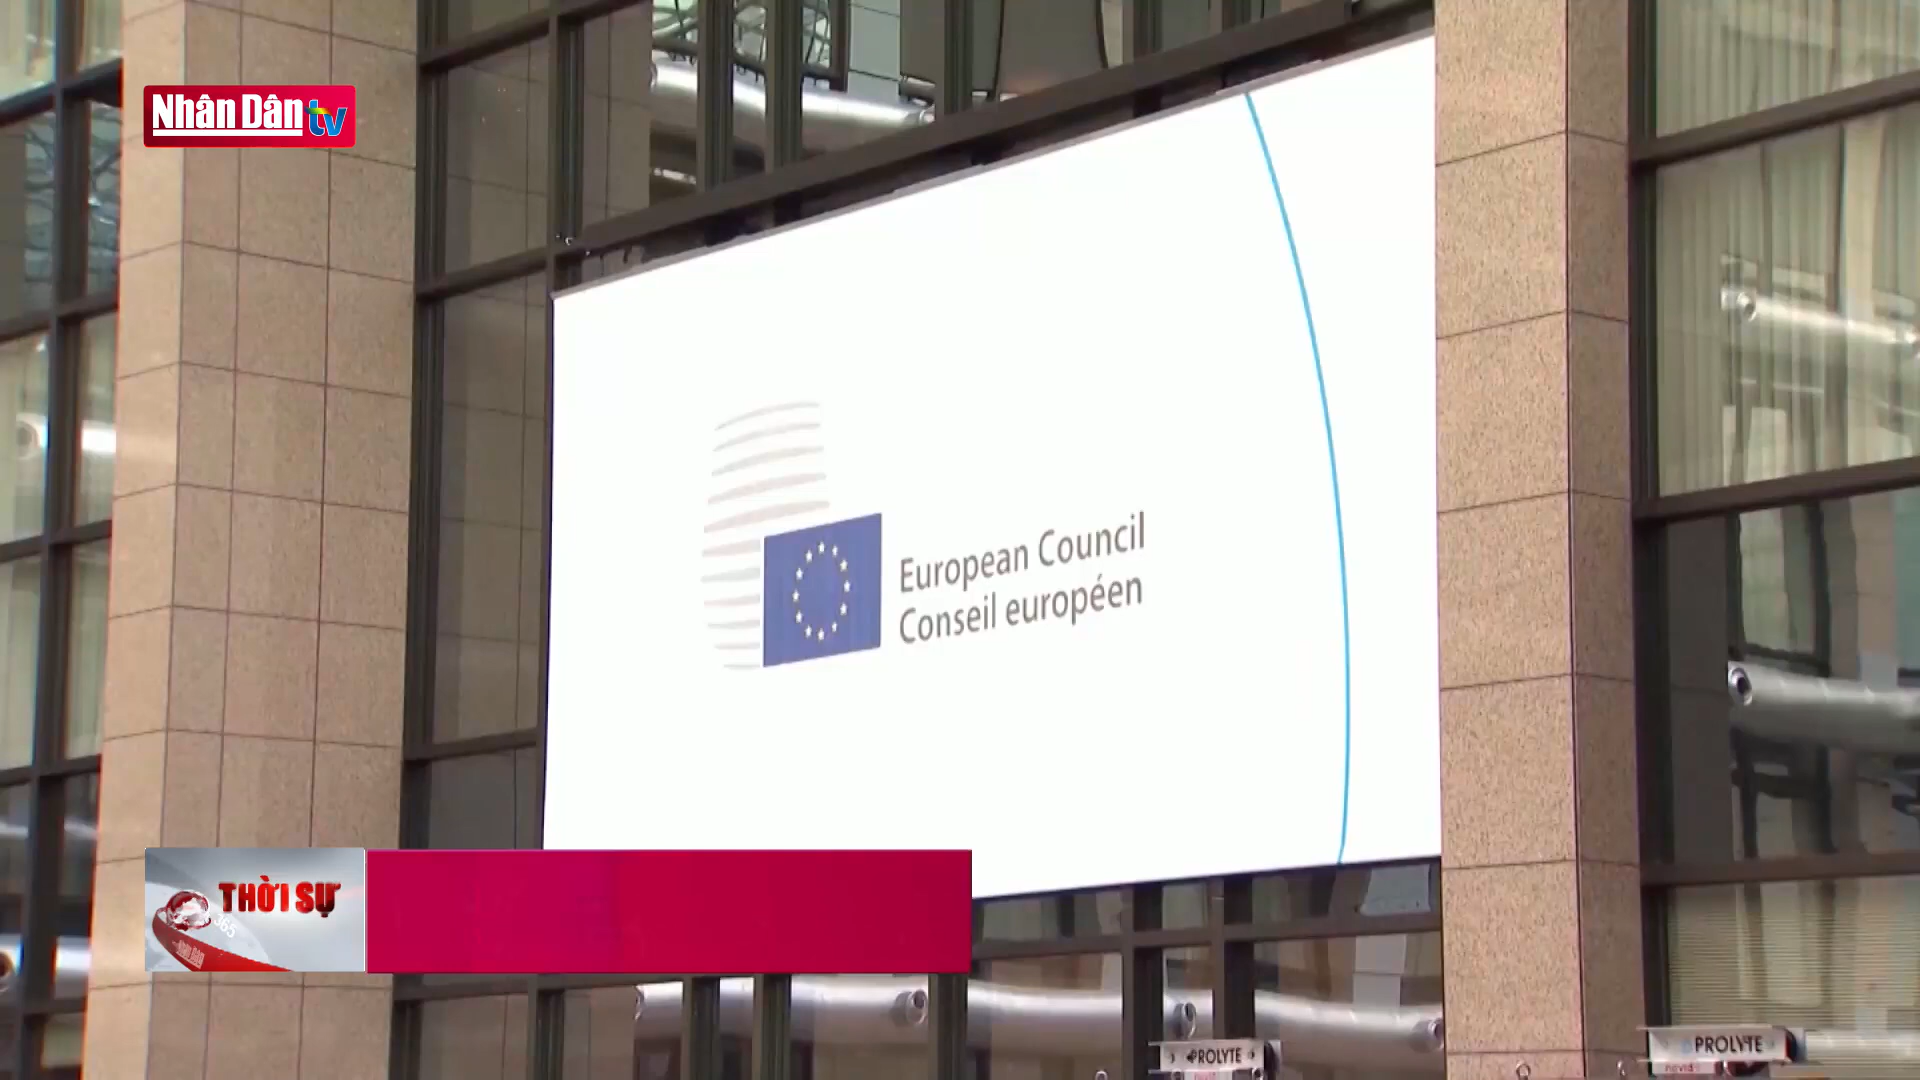 Nhân Dân tv
European Council
Conseil européen
THỜI SỰ
365
PROLYTE
PROLYTE